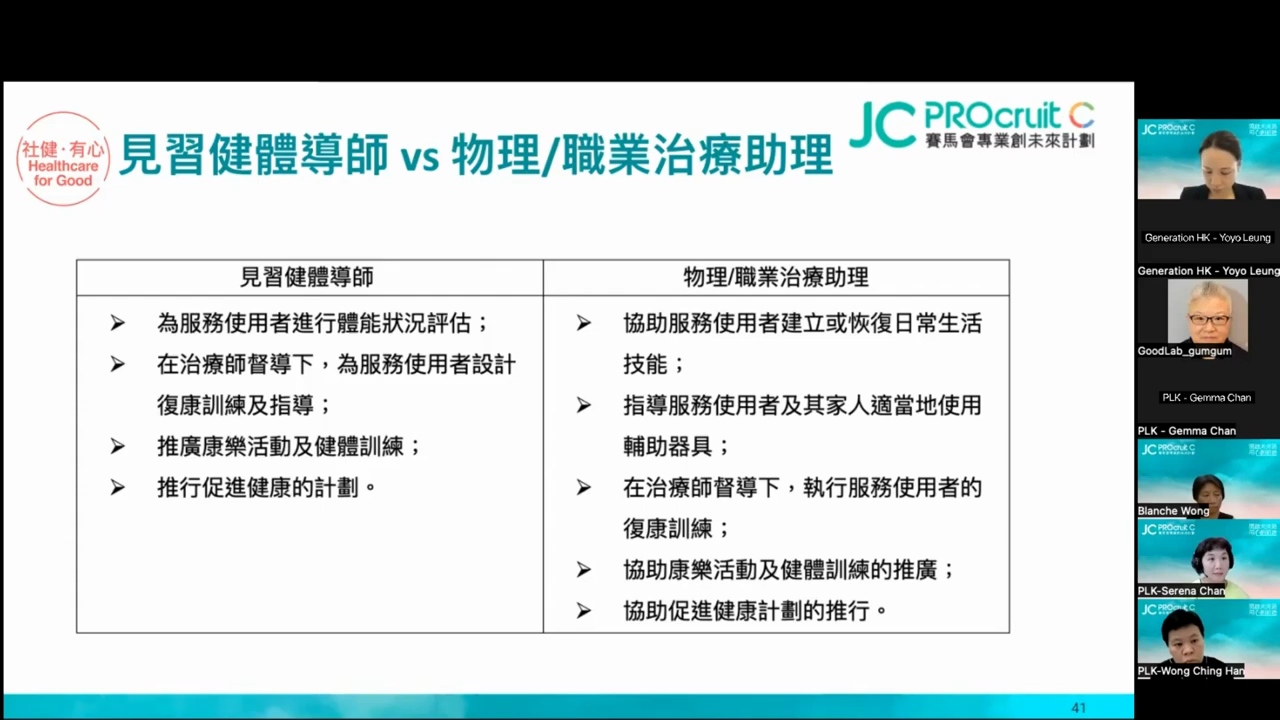 社健·有心
Healthcare
for Good
見習健體導師 vs 物理/職業治療助理
JC PROcruit C
賽馬會專業創未來計劃
見習健體導師
物理/職業治療助理
➢ 為服務使用者進行體能狀況評估；
➢ 在治療師督導下，為服務使用者設計
復康訓練及指導；
➢ 推廣康樂活動及健體訓練；
➢ 推行促進健康的計劃。
➢ 協助服務使用者建立或恢復日常生活
技能；
➢ 指導服務使用者及其家人適當地使用
輔助器具；
➢ 在治療師督導下，執行服務使用者的
復康訓練；
➢ 協助康樂活動及健體訓練的推廣；
➢ 協助促進健康計劃的推行。
41
JC PROcruit C
Generation HK - Yoyo Leung
Generation HK - Yoyo Leung
GoodLab_gumgum
PLK - Gemma Chan
PLK - Gemma Chan
JC PROcruit C
Blanche Wong
JC PROcruit C
PLK-Serena Chan
JC PROcruit C
PLK-Wong Ching Han